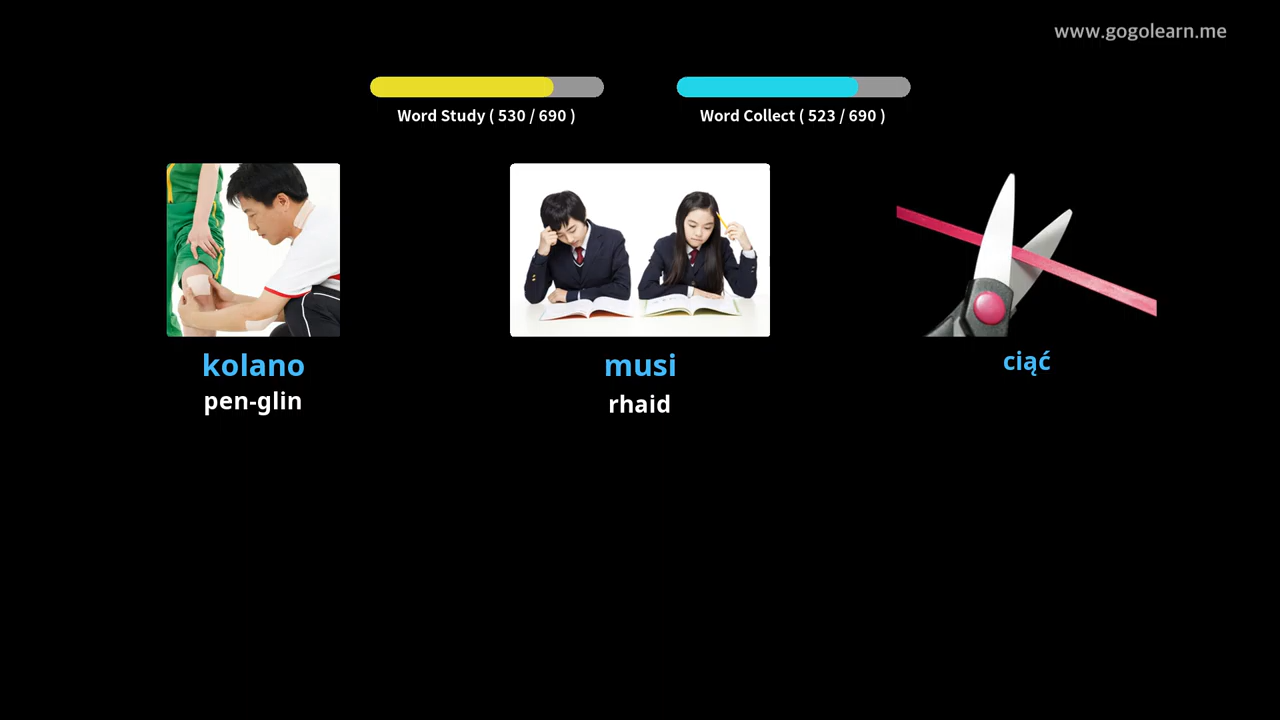 www.gogolearn.me
Word Study ( 530 / 690 )
Word Collect ( 523 / 690 )
kolano
pen-glin
musi
rhaid
ciąć